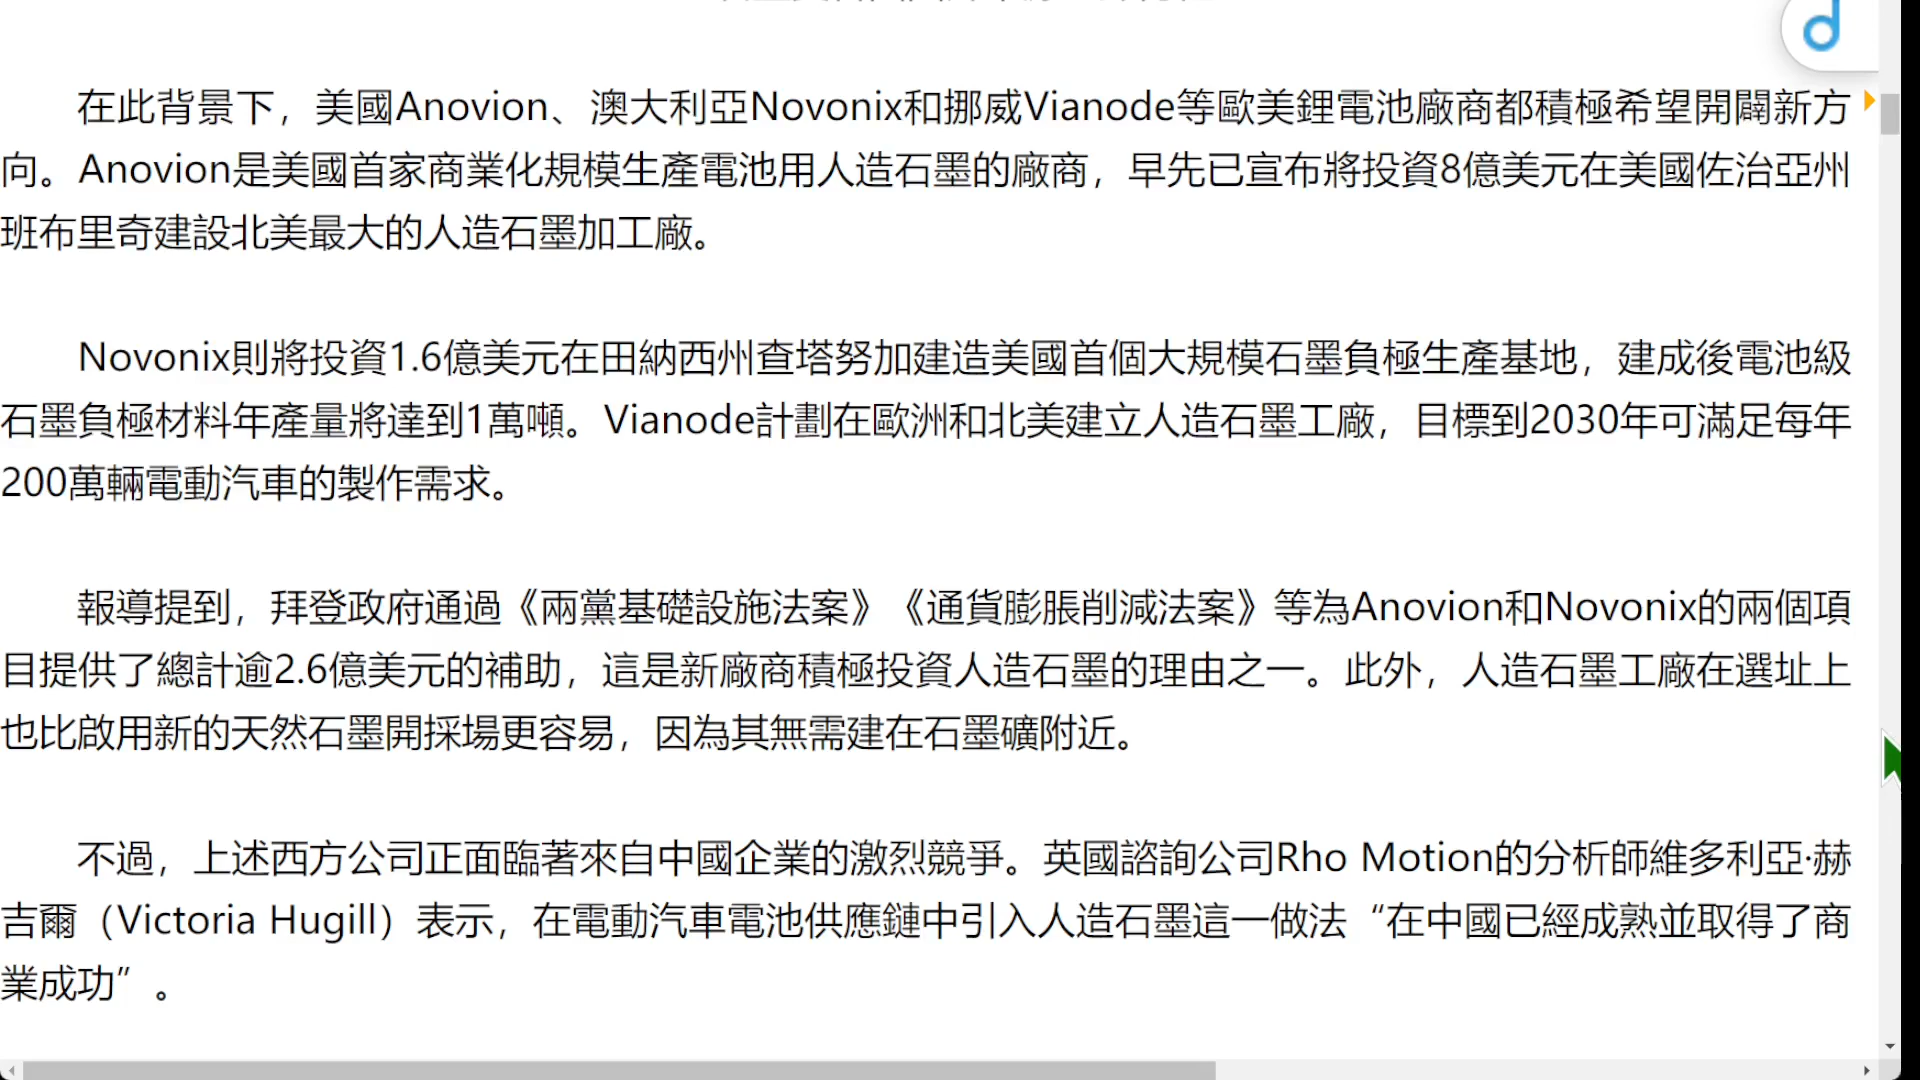 在此背景下，美國Anovion、澳大利亞Novonix和挪威Vianode等歐美鋰電池廠商都積極希望開闢新方
向。Anovion是美國首家商業化規模生產電池用人造石墨的廠商，早先已宣布將投資8億美元在美國佐治亞州
班布里奇建設北美最大的人造石墨加工廠。
Novonix則將投資1.6億美元在田納西州查塔努加建造美國首個大規模石墨負極生產基地，建成後電池級
石墨負極材料年產量將達到1萬噸。Vianode計劃在歐洲和北美建立人造石墨工廠，目標到2030年可滿足每年
200萬輛電動汽車的製作需求。
報導提到，拜登政府通過《兩黨基礎設施法案》《通貨膨脹削減法案》等為Anovion和Novonix的兩個項
目提供了總計逾2.6億美元的補助，這是新廠商積極投資人造石墨的理由之一。此外，人造石墨工廠在選址上
也比啟用新的天然石墨開採場更容易，因為其無需建在石墨礦附近。
不過，上述西方公司正面臨著來自中國企業的激烈競爭。英國諮詢公司Rho Motion的分析師維多利亞·赫
吉爾（Victoria Hugill）表示，在電動汽車電池供應鏈中引入人造石墨這一做法“在中國已經成熟並取得了商
業成功”。